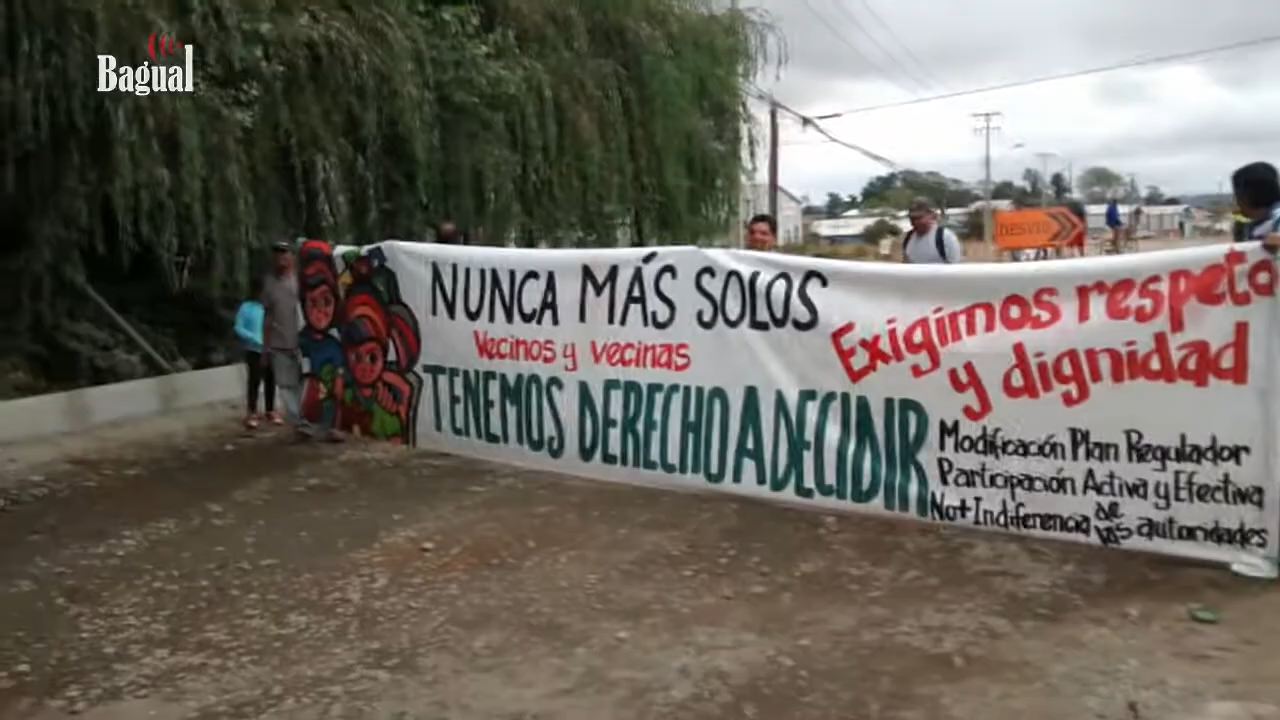 Bagual
NUNCA MÁS SOLOS
Vecinos y vecinas
TENEMOS DERECHO A DECIDIR
Exigimos respeto
y dignidad
Modificación Plan Regulador
Participación Activa y Efectiva
No + Indiferencia de las autoridades
DESVIO